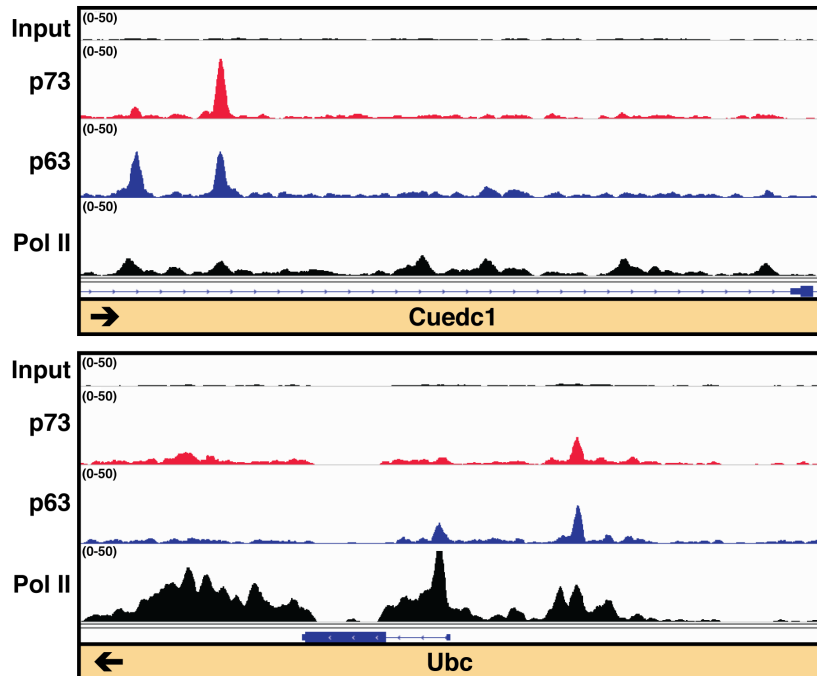 Input (0-50)
p73 (0-50)
p63 (0-50)
Pol II (0-50)
→ Cuedc1
Input (0-50)
p73 (0-50)
p63 (0-50)
Pol II (0-50)
← Ubc